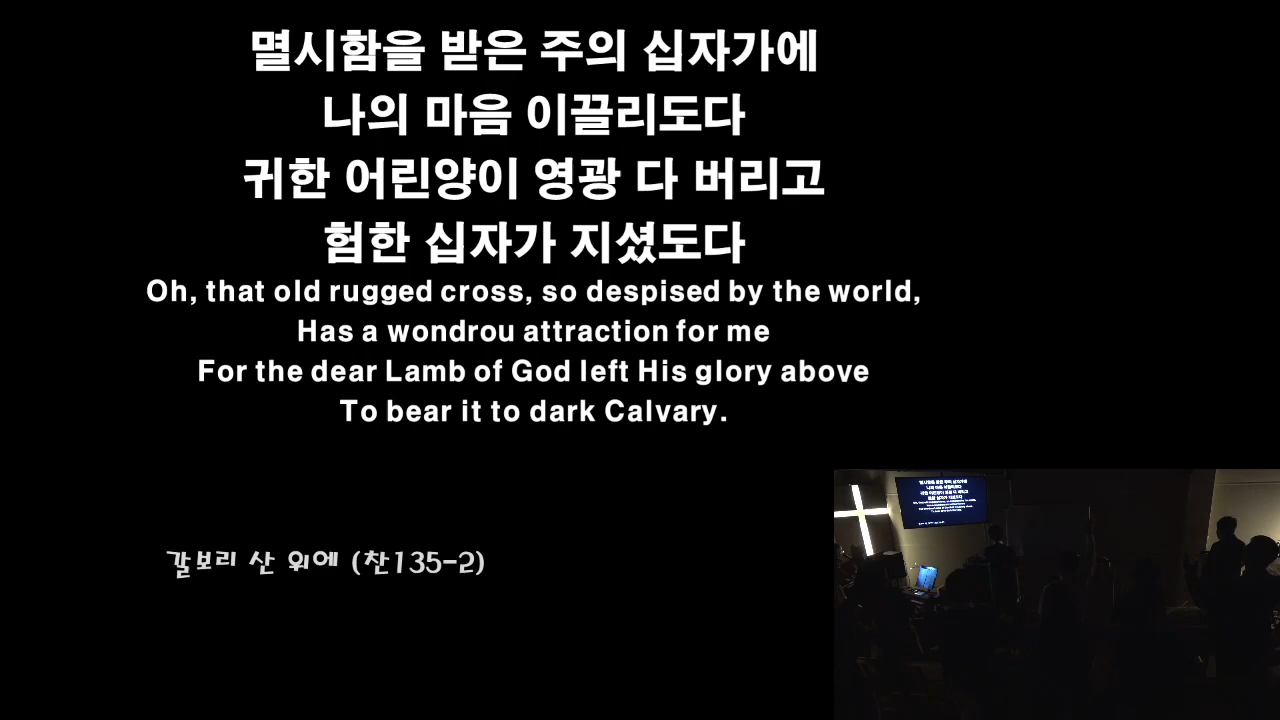 멸시함을 받은 주의 십자가에
나의 마음 이끌리도다
귀한 어린양이 영광 다 버리고
험한 십자가 지셨도다
Oh, that old rugged cross, so despised by the world,
Has a wondrou attraction for me
For the dear Lamb of God left His glory above
To bear it to dark Calvary.
갈보리 산 위에 (찬135-2)